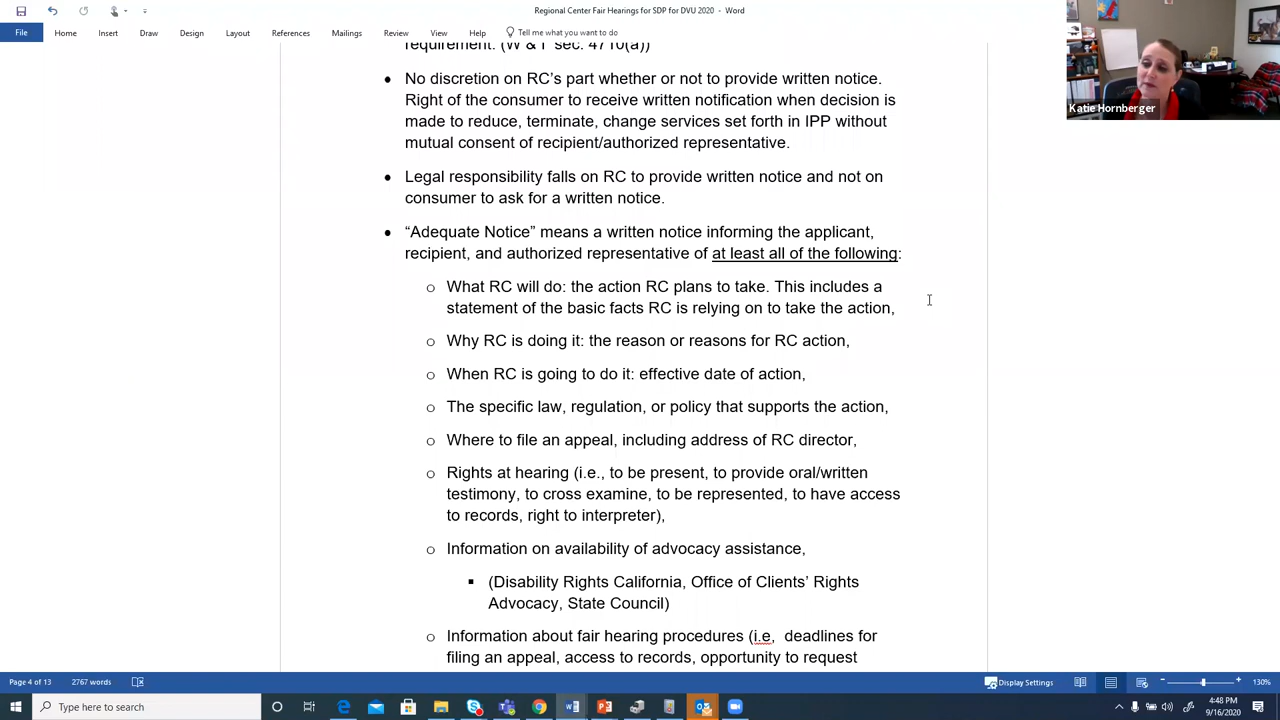 Regional Center Fair Hearings for SDP for DVU 2020 - Word
File Home Insert Draw Design Layout References Mailings Review View Help Tell me what you want to do
requirement. (W & I sec. 4710(a))
• No discretion on RC's part whether or not to provide written notice.
Right of the consumer to receive written notification when decision is
made to reduce, terminate, change services set forth in IPP without
mutual consent of recipient/authorized representative.
• Legal responsibility falls on RC to provide written notice and not on
consumer to ask for a written notice.
• “Adequate Notice” means a written notice informing the applicant,
recipient, and authorized representative of at least all of the following:
o What RC will do: the action RC plans to take. This includes a
statement of the basic facts RC is relying on to take the action,
o Why RC is doing it: the reason or reasons for RC action,
o When RC is going to do it: effective date of action,
o The specific law, regulation, or policy that supports the action,
o Where to file an appeal, including address of RC director,
o Rights at hearing (i.e., to be present, to provide oral/written
testimony, to cross examine, to be represented, to have access
to records, right to interpreter),
o Information on availability of advocacy assistance,
▪ (Disability Rights California, Office of Clients’ Rights
Advocacy, State Council)
o Information about fair hearing procedures (i.e,  deadlines for
filing an appeal, access to records, opportunity to request
Katie Hornberger
Page 4 of 13 2767 words Display Settings 130%
Type here to search
4:48 PM
9/16/2020